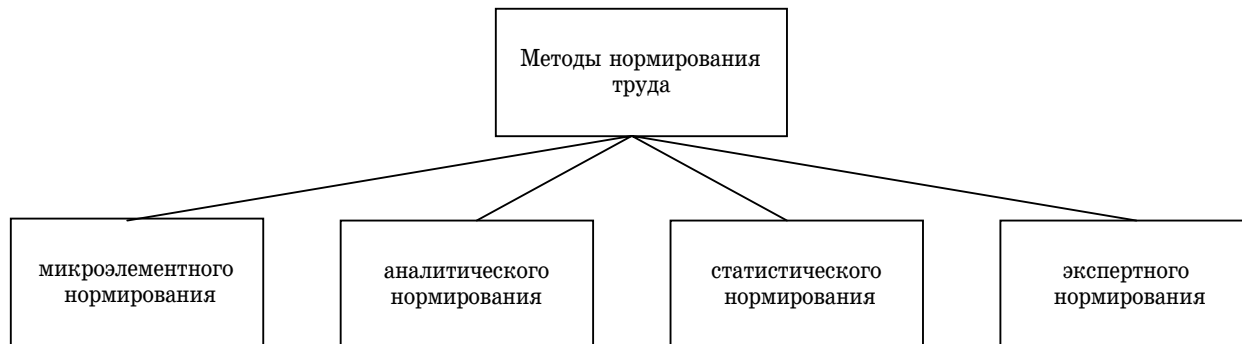 Методы нормирования
труда
микроэлементного
нормирования
аналитического
нормирования
статистического
нормирования
экспертного
нормирования